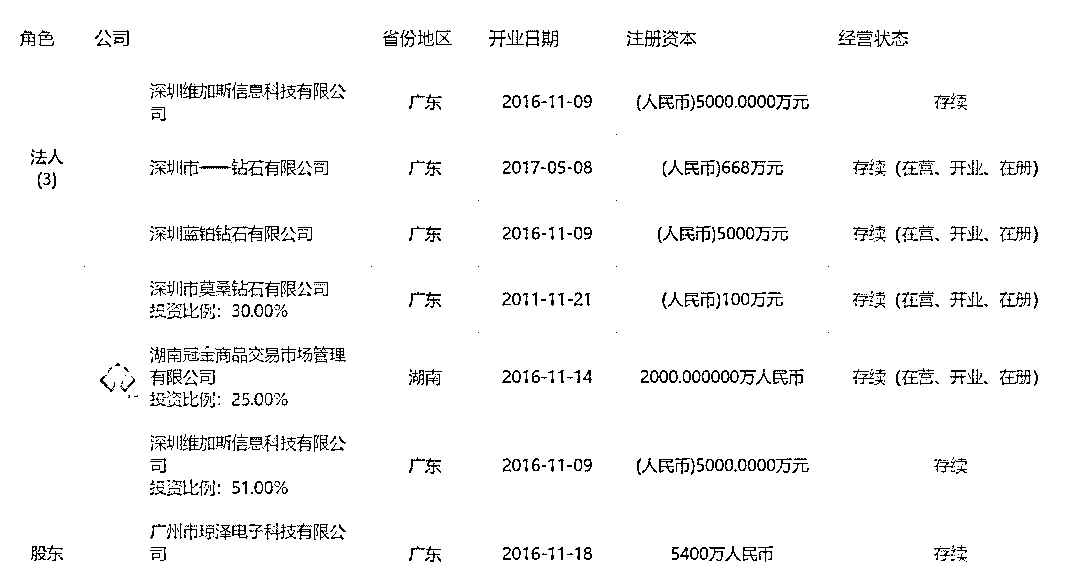 角色 公司 省份地区 开业日期 注册资本 经营状态
深圳维加斯信息科技有限公
司
广东 2016-11-09 (人民币)5000.0000万元 存续
法人
(3)
深圳市一一钻石有限公司 广东 2017-05-08 (人民币)668万元 存续 (在营、开业、在册)
深圳蓝铂钻石有限公司 广东 2016-11-09 (人民币)5000万元 存续 (在营、开业、在册)
深圳市莫桑钻石有限公司
投资比例：30.00%
广东 2011-11-21 (人民币)100万元 存续 (在营、开业、在册)
湖南冠金商品交易市场管理
有限公司
投资比例：25.00%
湖南 2016-11-14 2000.000000万人民币 存续 (在营、开业、在册)
深圳维加斯信息科技有限公
司
投资比例：51.00%
广东 2016-11-09 (人民币)5000.0000万元 存续
股东
广州市琼泽电子科技有限公
司
广东 2016-11-18 5400万人民币 存续